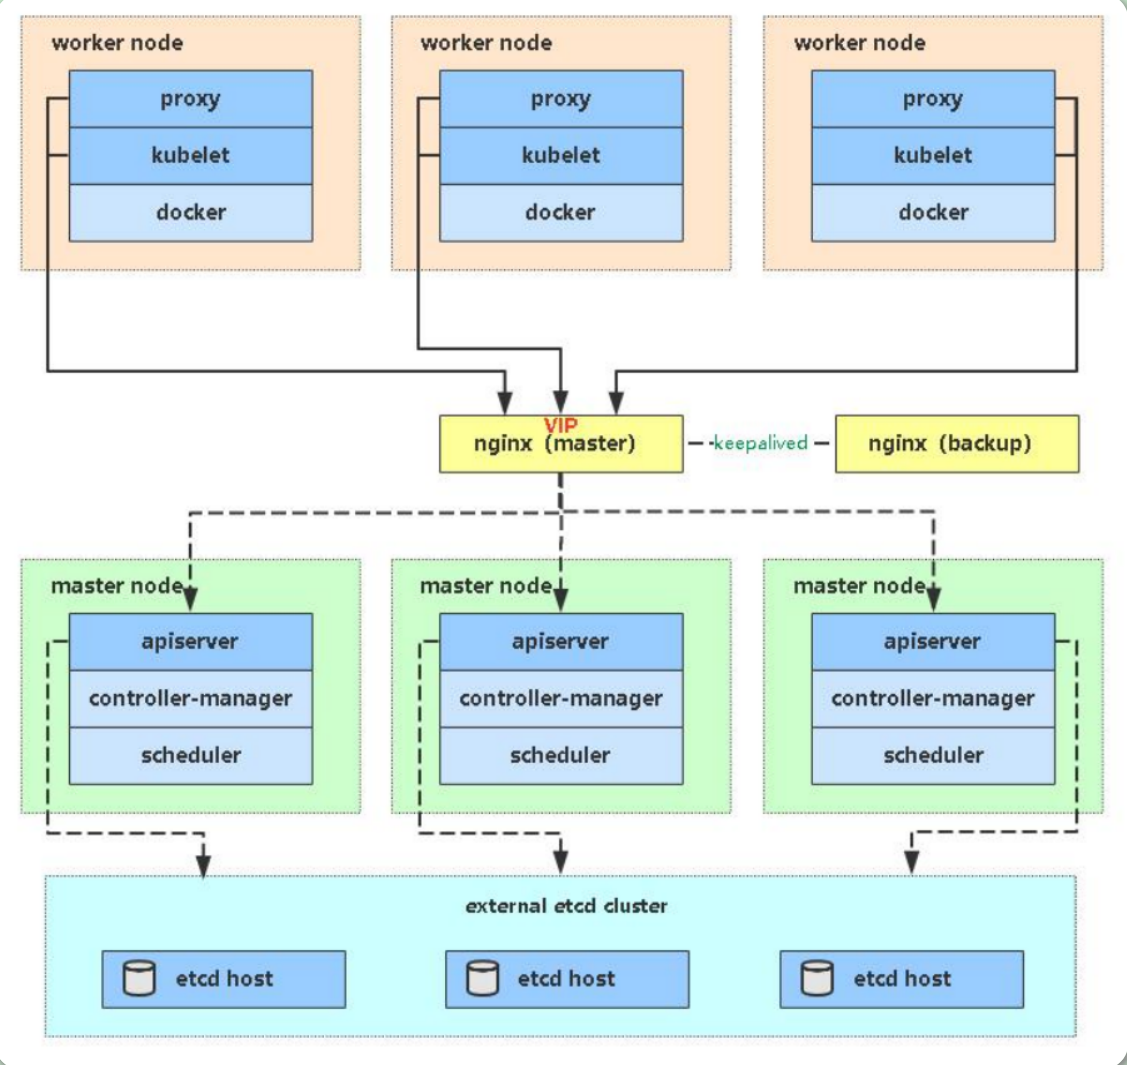 worker node
proxy
kubelet
docker
worker node
proxy
kubelet
docker
worker node
proxy
kubelet
docker
VIP
nginx (master)
keepalived
nginx (backup)
master node
apiserver
controller-manager
scheduler
master node
apiserver
controller-manager
scheduler
master node
apiserver
controller-manager
scheduler
external etcd cluster
etcd host
etcd host
etcd host